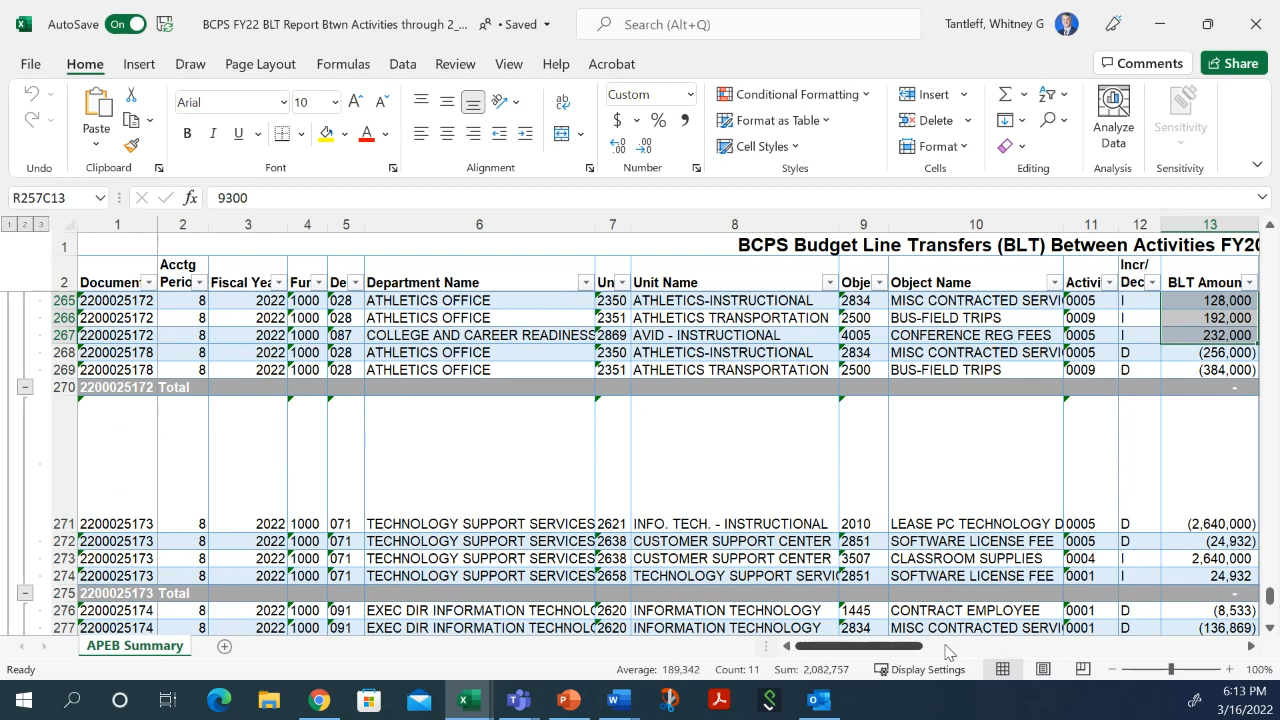 AutoSave On BCPS FY22 BLT Report Btwn Activities through 2_... • Saved Search (Alt+Q) Tantleff, Whitney G
File Home Insert Draw Page Layout Formulas Data Review View Help Acrobat Comments Share
Paste Arial 10 Custom Conditional Formatting Insert Analyze Data Sensitivity
Format as Table Delete
Cell Styles Format
Undo Clipboard Font Alignment Number Styles Cells Editing Analysis Sensitivity
R257C13 fx 9300
1 2 3 1 2 3 4 5 6 7 8 9 10 11 12 13
1 BCPS Budget Line Transfers (BLT) Between Activities FY20
Acctg Incr/
2 Documen Perio Fiscal Yea Fur De Department Name Un Unit Name Obje Object Name Activi Dec BLT Amoun
265 2200025172 8 2022 1000 028 ATHLETICS OFFICE 2350 ATHLETICS-INSTRUCTIONAL 2834 MISC CONTRACTED SERVI 0005 I 128,000
266 2200025172 8 2022 1000 028 ATHLETICS OFFICE 2351 ATHLETICS TRANSPORTATION 2500 BUS-FIELD TRIPS 0009 I 192,000
267 2200025172 8 2022 1000 087 COLLEGE AND CAREER READINESS 2869 AVID - INSTRUCTIONAL 4005 CONFERENCE REG FEES 0005 I 232,000
268 2200025178 8 2022 1000 028 ATHLETICS OFFICE 2350 ATHLETICS-INSTRUCTIONAL 2834 MISC CONTRACTED SERVI 0005 D (256,000)
269 2200025178 8 2022 1000 028 ATHLETICS OFFICE 2351 ATHLETICS TRANSPORTATION 2500 BUS-FIELD TRIPS 0009 D (384,000)
270 2200025172 Total -
271 2200025173 8 2022 1000 071 TECHNOLOGY SUPPORT SERVICES 2621 INFO. TECH. - INSTRUCTIONAL 2010 LEASE PC TECHNOLOGY D 0005 D (2,640,000)
272 2200025173 8 2022 1000 071 TECHNOLOGY SUPPORT SERVICES 2638 CUSTOMER SUPPORT CENTER 2851 SOFTWARE LICENSE FEE 0005 D (24,932)
273 2200025173 8 2022 1000 071 TECHNOLOGY SUPPORT SERVICES 2638 CUSTOMER SUPPORT CENTER 3507 CLASSROOM SUPPLIES 0004 I 2,640,000
274 2200025173 8 2022 1000 071 TECHNOLOGY SUPPORT SERVICES 2658 TECHNOLOGY SUPPORT SERVI 2851 SOFTWARE LICENSE FEE 0001 I 24,932
275 2200025173 Total -
276 2200025174 8 2022 1000 091 EXEC DIR INFORMATION TECHNOLO 2620 INFORMATION TECHNOLOGY 1445 CONTRACT EMPLOYEE 0001 D (8,533)
277 2200025174 8 2022 1000 091 EXEC DIR INFORMATION TECHNOLO 2620 INFORMATION TECHNOLOGY 2834 MISC CONTRACTED SERVI 0001 D (136,869)
APEB Summary
Ready Average: 189,342 Count: 11 Sum: 2,082,757 Display Settings 100%
6:13 PM
3/16/2022